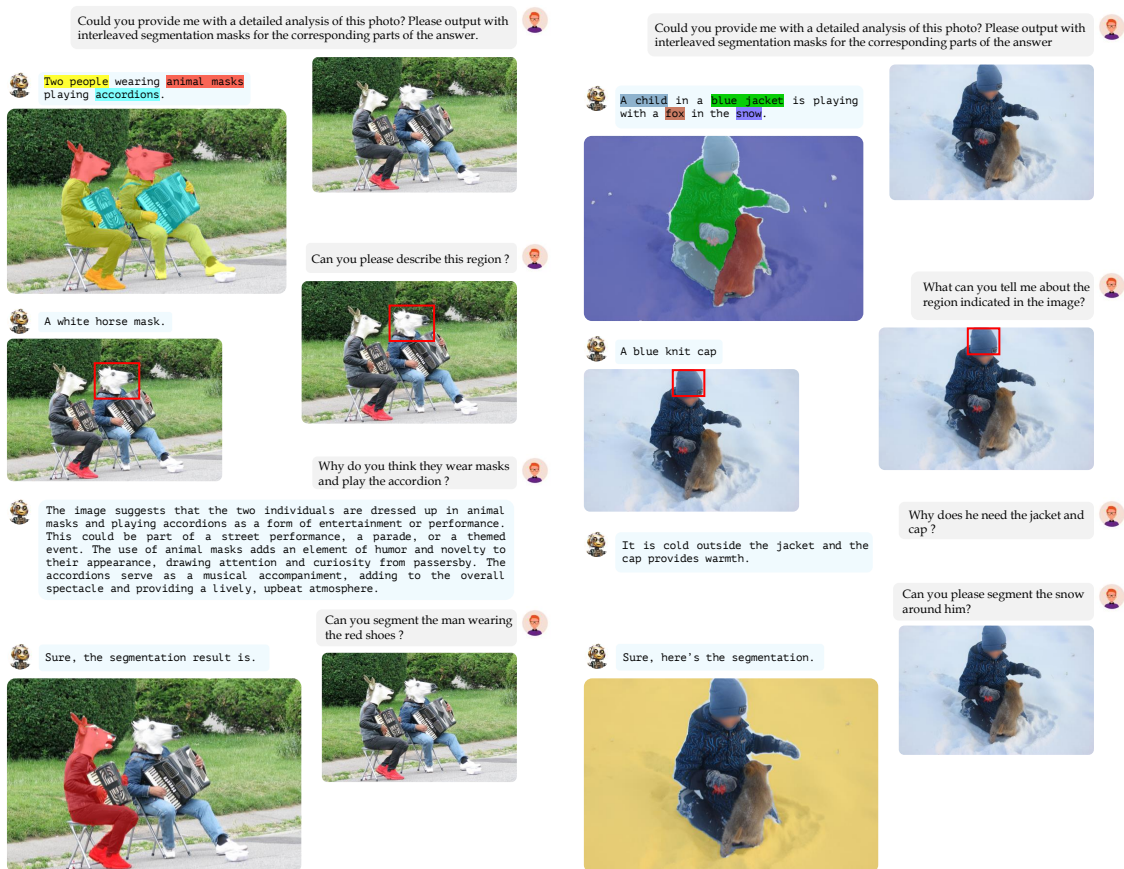 Could you provide me with a detailed analysis of this photo? Please output with
interleaved segmentation masks for the corresponding parts of the answer.
Two people wearing animal masks
playing accordions.
Can you please describe this region ?
A white horse mask.
Why do you think they wear masks
and play the accordion ?
The image suggests that the two individuals are dressed up in animal
masks and playing accordions as a form of entertainment or performance.
This could be part of a street performance, a parade, or a themed
event. The use of animal masks adds an element of humor and novelty to
their appearance, drawing attention and curiosity from passersby. The
accordions serve as a musical accompaniment, adding to the overall
spectacle and providing a lively, upbeat atmosphere.
Can you segment the man wearing
the red shoes ?
Sure, the segmentation result is.
Could you provide me with a detailed analysis of this photo? Please output with
interleaved segmentation masks for the corresponding parts of the answer
A child in a blue jacket is playing
with a fox in the snow.
What can you tell me about the
region indicated in the image?
A blue knit cap
Why does he need the jacket and
cap ?
It is cold outside the jacket and the
cap provides warmth.
Can you please segment the snow
around him?
Sure, here's the segmentation.